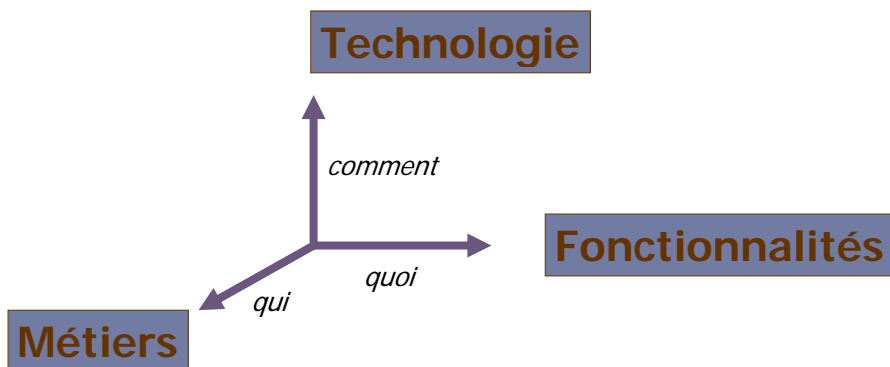 Technologie
comment
Fonctionnalités
quoi
qui
Métiers